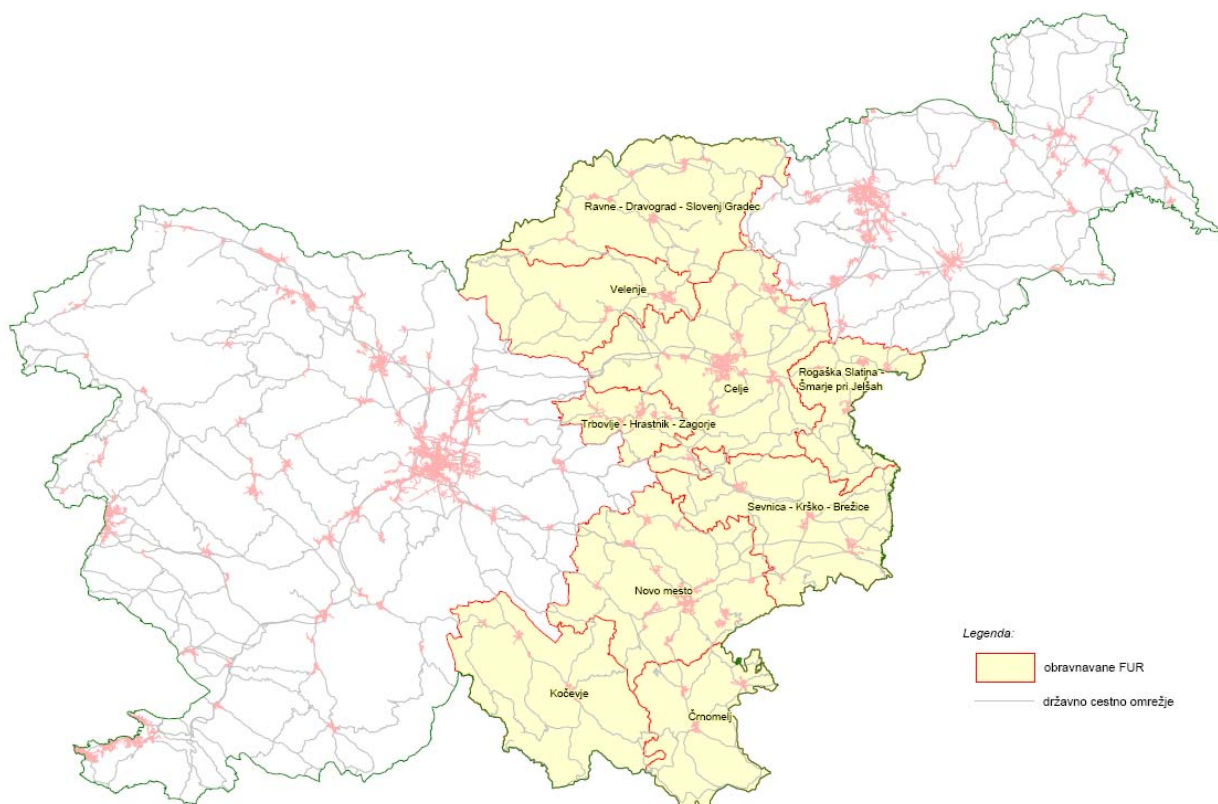 Ravne - Dravograd - Slovenj Gradec
Velenje
Rogaška Slatina -
Šmarje pri Jelšah
Celje
Trbovlje - Hrastnik - Zagorje
Sevnica - Krško - Brežice
Novo mesto
Kočevje
Črnomelj
Legenda:
obravnavane FUR
državno cestno omrežje